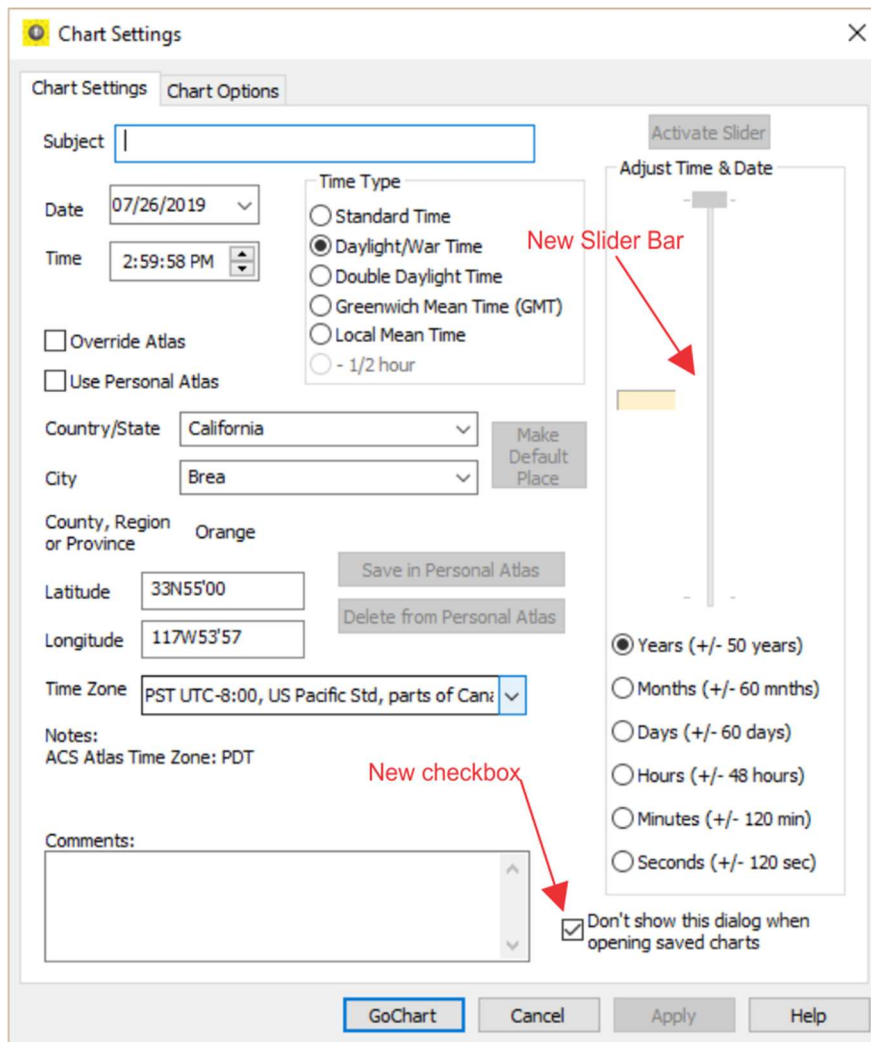 Chart Settings
Chart Settings
Chart Options
Subject
Activate Slider
Adjust Time & Date
Date
07/26/2019
Time
2:59:58 PM
Time Type
Standard Time
Daylight/War Time
Double Daylight Time
Greenwich Mean Time (GMT)
Local Mean Time
- 1/2 hour
New Slider Bar
Override Atlas
Use Personal Atlas
Country/State
California
Make
Default
Place
City
Brea
County, Region
or Province
Orange
Latitude
33N55'00
Save in Personal Atlas
Longitude
117W53'57
Delete from Personal Atlas
Time Zone
PST UTC-8:00, US Pacific Std, parts of Cana
Notes:
ACS Atlas Time Zone: PDT
Years (+/- 50 years)
Months (+/- 60 mnths)
Days (+/- 60 days)
Hours (+/- 48 hours)
Minutes (+/- 120 min)
Seconds (+/- 120 sec)
New checkbox
Comments:
Don't show this dialog when
opening saved charts
GoChart
Cancel
Apply
Help